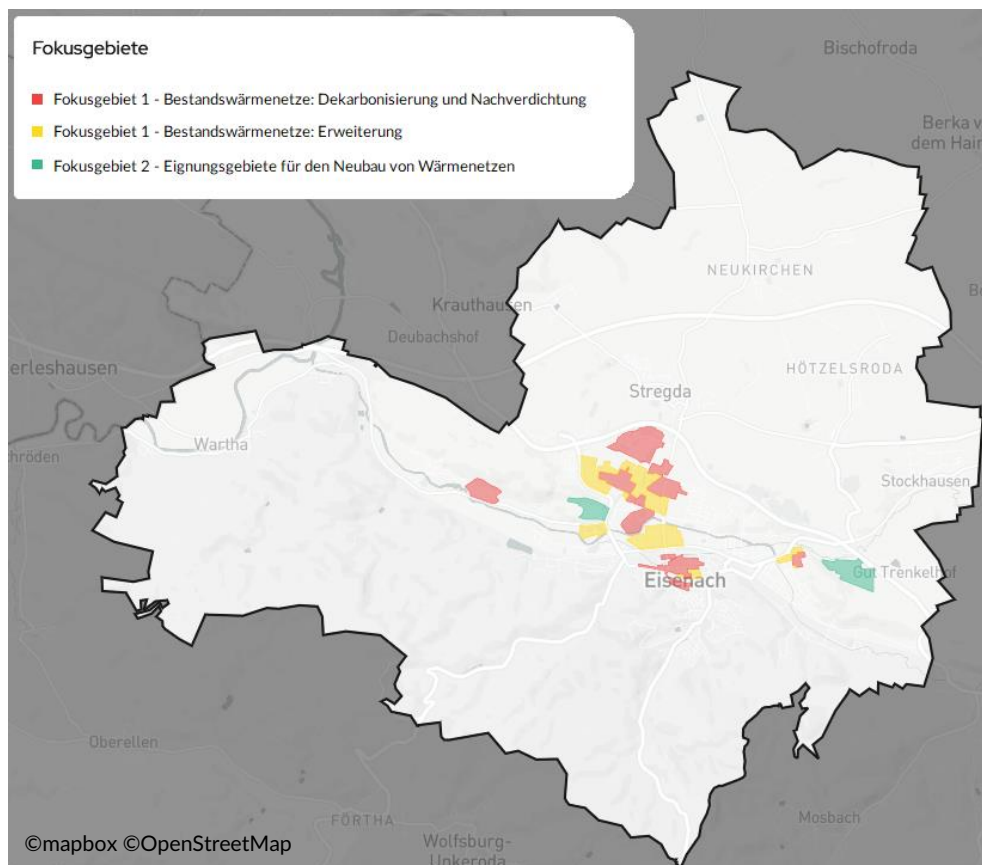 Fokusgebiete
Fokusgebiet 1 - Bestandswärmenetze: Dekarbonisierung und Nachverdichtung
Fokusgebiet 1 - Bestandswärmenetze: Erweiterung
Fokusgebiet 2 - Eignungsgebiete für den Neubau von Wärmenetzen
Bischofroda
Berka v
dem Hain
NEUKIRCHEN
Krauthausen
Deubachshof
erleshausen
HÖTZELSRODA
Stregda
Wartha
Stockhausen
Gut Trenkelhof
Eisenach
Oberellen
FÖRTHA
Mosbach
Wolfsburg-
Unkeroda
©mapbox ©OpenStreetMap